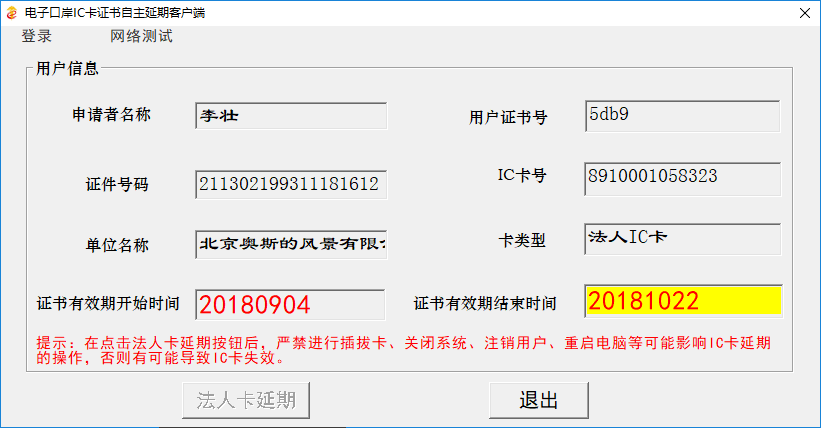 电子口岸IC卡证书自主延期客户端
登录 网络测试
用户信息
申请者名称 李壮 用户证书号 5db9
证件号码 211302199311181612 IC卡号 8910001058323
单位名称 北京奥斯的风景有限 卡类型 法人IC卡
证书有效期开始时间 20180904 证书有效期结束时间 20181022
提示：在点击法人卡延期按钮后，严禁进行插拔卡、关闭系统、注销用户、重启电脑等可能影响IC卡延期
的操作，否则有可能导致IC卡失效。
法人卡延期 退出